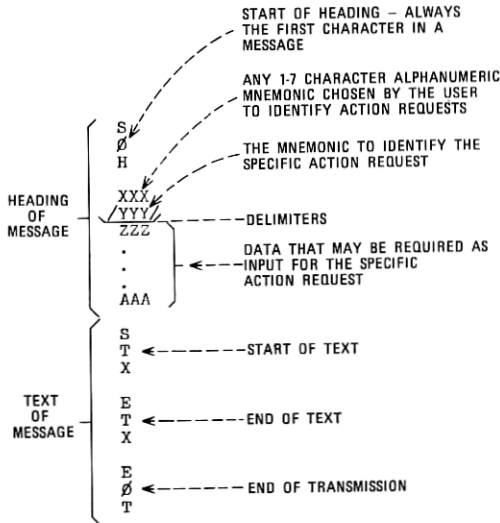 START OF HEADING – ALWAYS
THE FIRST CHARACTER IN A
MESSAGE
ANY 1-7 CHARACTER ALPHANUMERIC
MNEMONIC CHOSEN BY THE USER
TO IDENTIFY ACTION REQUESTS
S
Ø
H
THE MNEMONIC TO IDENTIFY THE
SPECIFIC ACTION REQUEST
HEADING
OF
MESSAGE
XXX
/YYY/
DELIMITERS
ZZZ
.
.
.
AAA
DATA THAT MAY BE REQUIRED AS
INPUT FOR THE SPECIFIC
ACTION REQUEST
S
T
X
START OF TEXT
TEXT
OF
MESSAGE
E
T
X
END OF TEXT
E
Ø
T
END OF TRANSMISSION